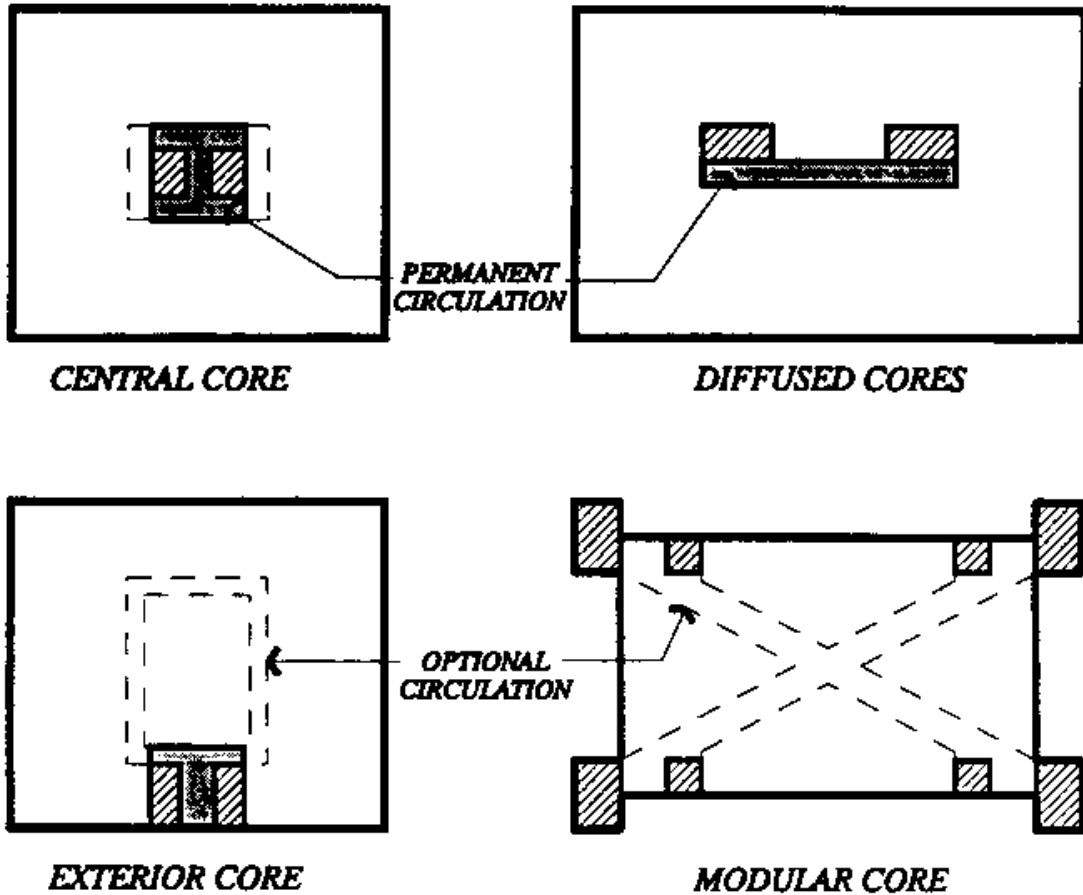 PERMANENT
CIRCULATION
CENTRAL CORE
DIFFUSED CORES
OPTIONAL
CIRCULATION
EXTERIOR CORE
MODULAR CORE